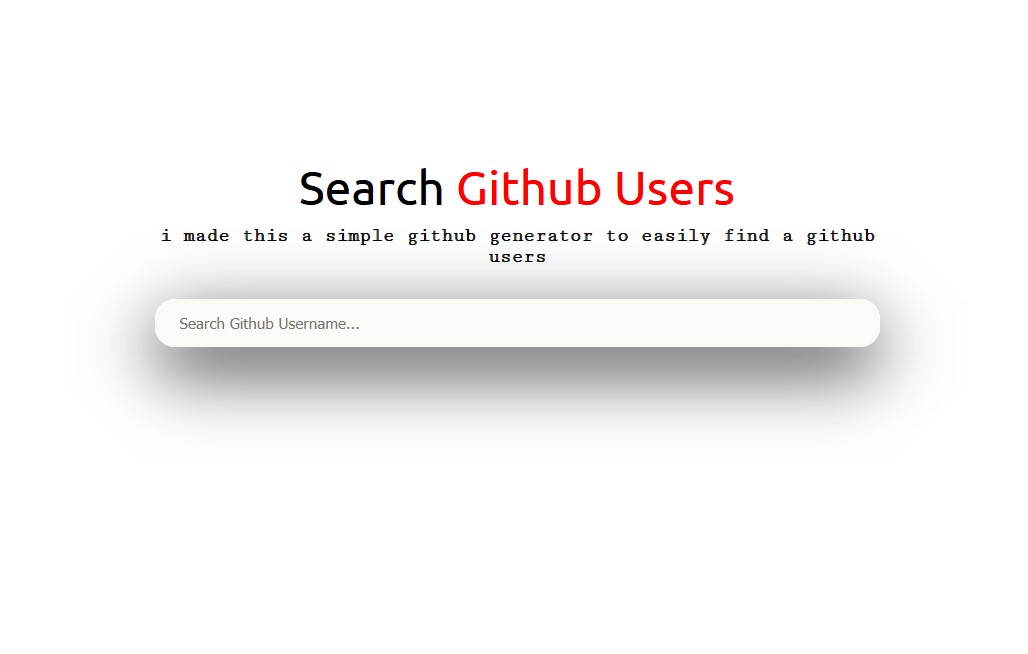 Search Github Users
i made this a simple github generator to easily find a github
users
Search Github Username...